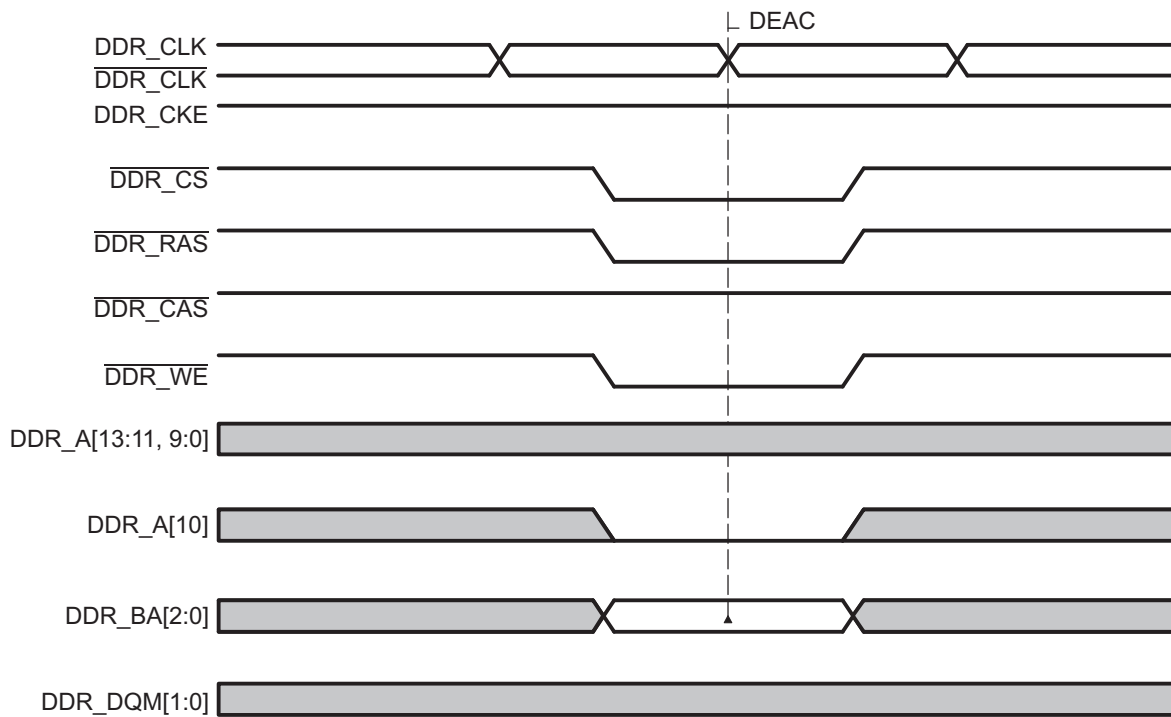 DEAC
DDR_CLK
DDR_CLK
DDR_CKE
DDR_CS
DDR_RAS
DDR_CAS
DDR_WE
DDR_A[13:11, 9:0]
DDR_A[10]
DDR_BA[2:0]
DDR_DQM[1:0]